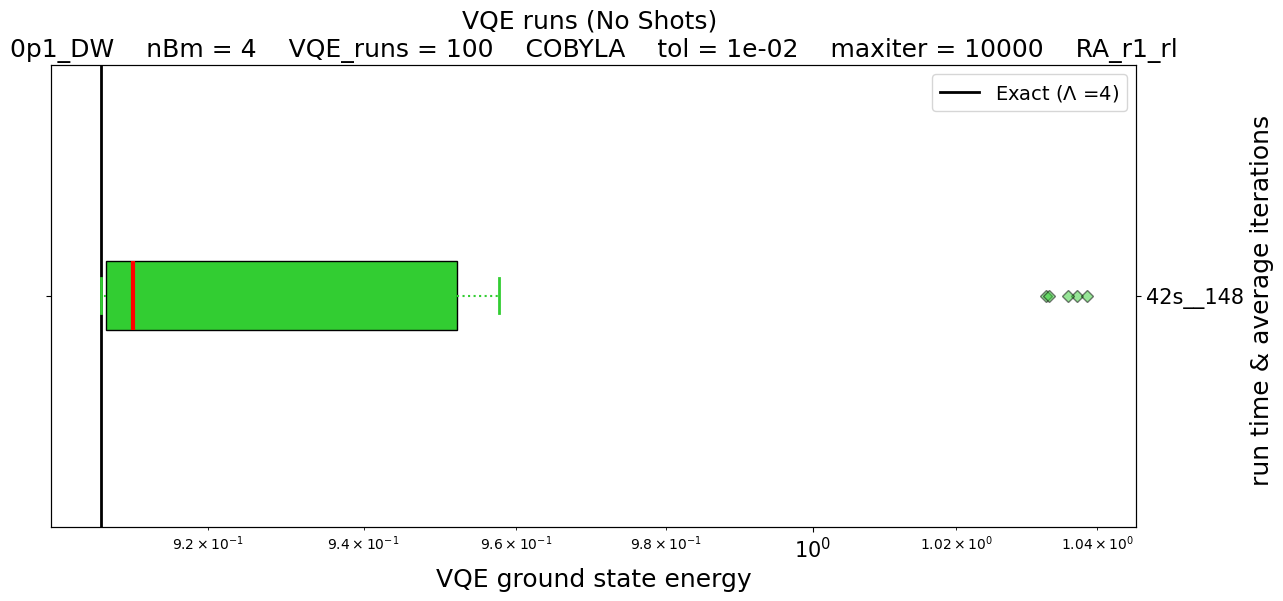 VQE runs (No Shots)
0p1_DW    nBm = 4    VQE_runs = 100    COBYLA    tol = 1e-02    maxiter = 10000    RA_r1_rl
Exact (Λ =4)
42s__148
run time & average iterations
9.2 × 10⁻¹
9.4 × 10⁻¹
9.6 × 10⁻¹
9.8 × 10⁻¹
10⁰
1.02 × 10⁰
1.04 × 10⁰
VQE ground state energy